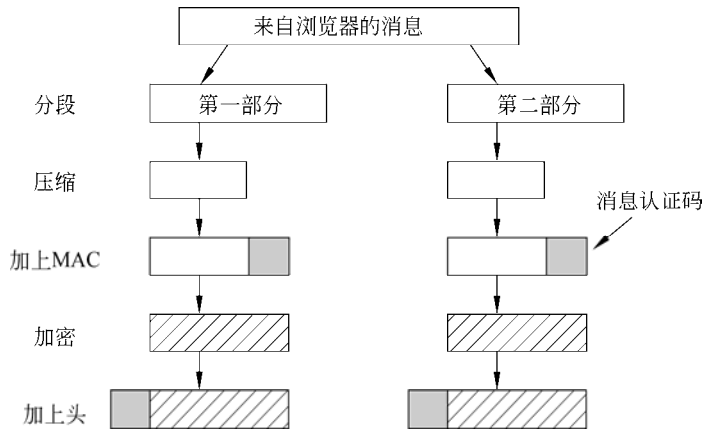 来自浏览器的消息
分段
第一部分
第二部分
压缩
消息认证码
加上MAC
加密
加上头